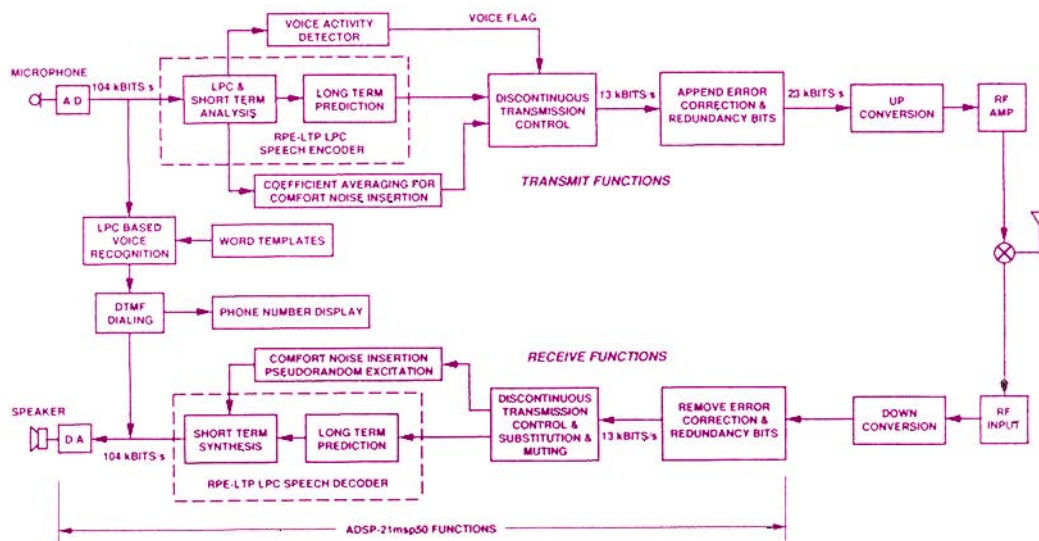 VOICE ACTIVITY
DETECTOR
VOICE FLAG
MICROPHONE
A D
104 kBITS s
LPC &
SHORT TERM
ANALYSIS
LONG TERM
PREDICTION
RPE-LTP LPC
SPEECH ENCODER
DISCONTINUOUS
TRANSMISSION
CONTROL
13 kBITS s
APPEND ERROR
CORRECTION &
REDUNDANCY BITS
23 kBITS s
UP
CONVERSION
RF
AMP
COEFFICIENT AVERAGING FOR
COMFORT NOISE INSERTION
TRANSMIT FUNCTIONS
LPC BASED
VOICE
RECOGNITION
WORD TEMPLATES
DTMF
DIALING
PHONE NUMBER DISPLAY
COMFORT NOISE INSERTION
PSEUDORANDOM EXCITATION
RECEIVE FUNCTIONS
SPEAKER
D A
104 kBITS s
SHORT TERM
SYNTHESIS
LONG TERM
PREDICTION
RPE-LTP LPC SPEECH DECODER
DISCONTINUOUS
TRANSMISSION
CONTROL &
SUBSTITUTION &
MUTING
13 kBITS's
REMOVE ERROR
CORRECTION &
REDUNDANCY BITS
DOWN
CONVERSION
RF
INPUT
ADSP-21msp50 FUNCTIONS